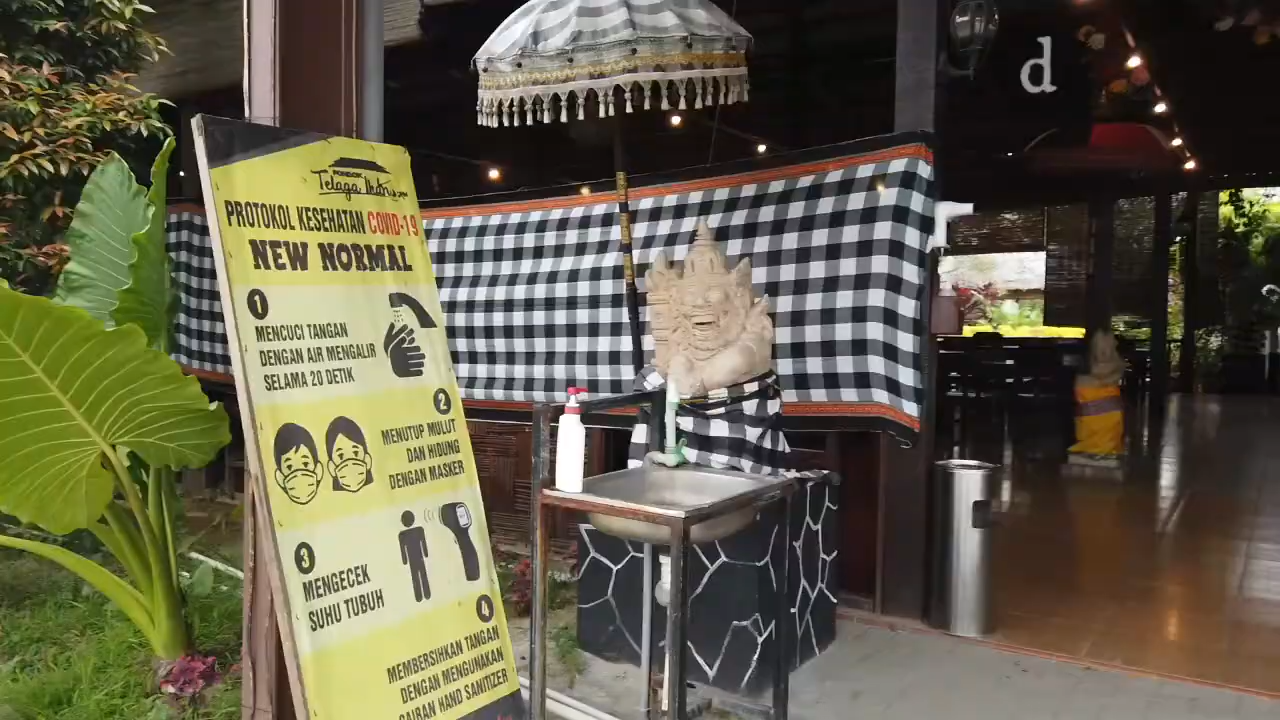 d
PONDOK
Telaga
PROTOKOL KESEHATAN COVID-19
NEW NORMAL
1
MENCUCI TANGAN
DENGAN AIR MENGALIR
SELAMA 20 DETIK
2
MENUTUP MULUT
DAN HIDUNG
DENGAN MASKER
3
MENGECEK
SUHU TUBUH
4
MEMBERSIHKAN TANGAN
DENGAN MENGUNAKAN
CAIRAN HAND SANITIZER